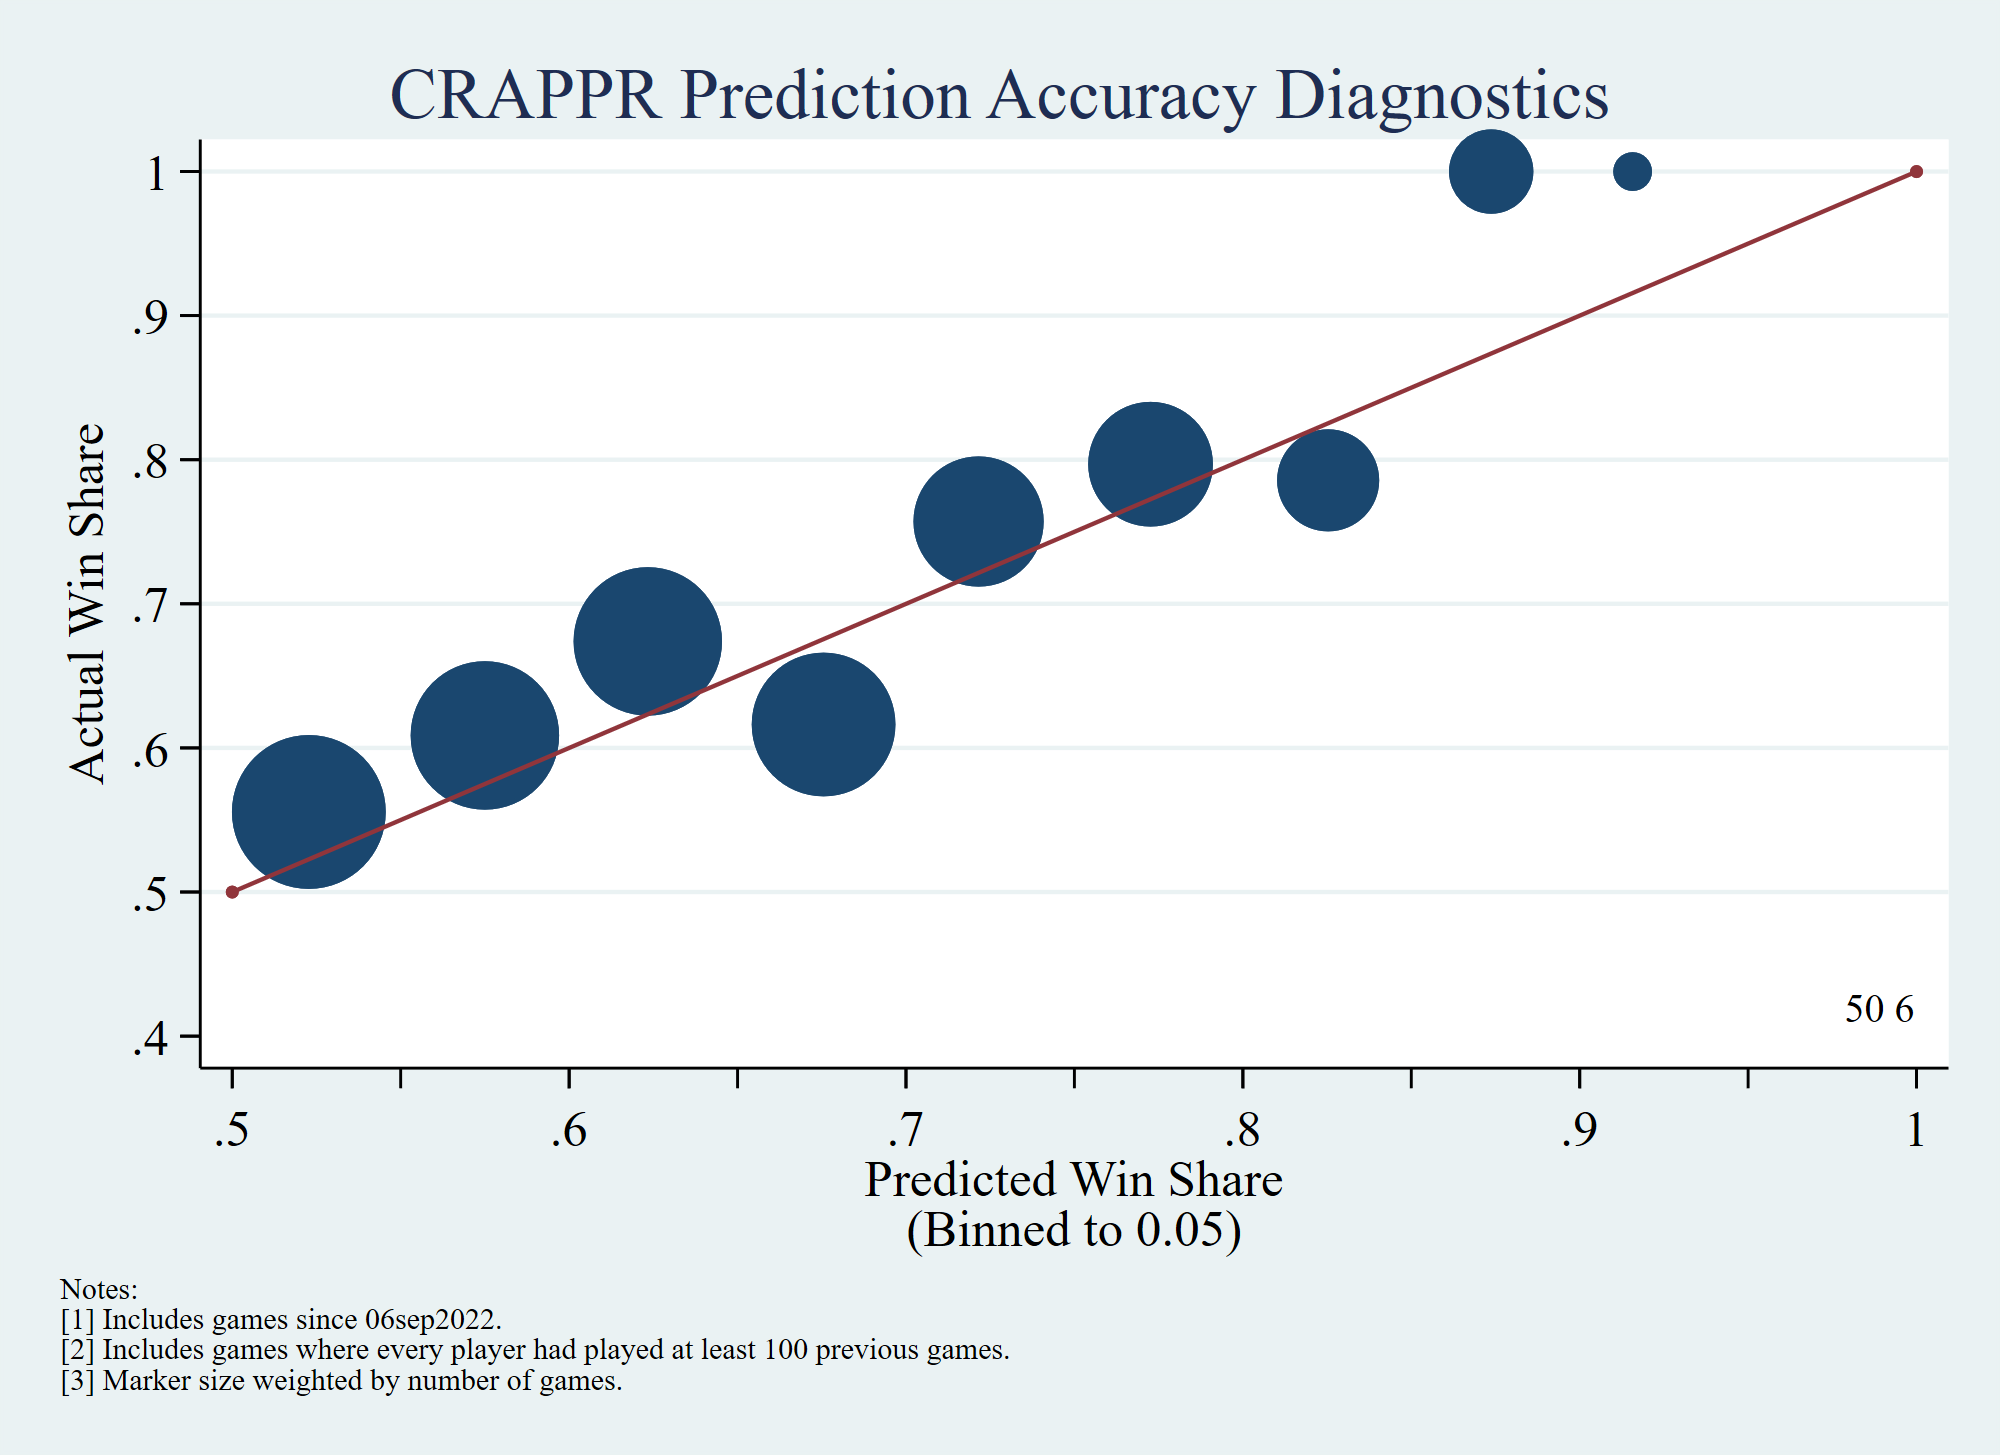 CRAPPR Prediction Accuracy Diagnostics
Actual Win Share
1
.9
.8
.7
.6
.5
.4
50 6
.5 .6 .7 .8 .9 1
Predicted Win Share
(Binned to 0.05)
Notes:
[1] Includes games since 06sep2022.
[2] Includes games where every player had played at least 100 previous games.
[3] Marker size weighted by number of games.